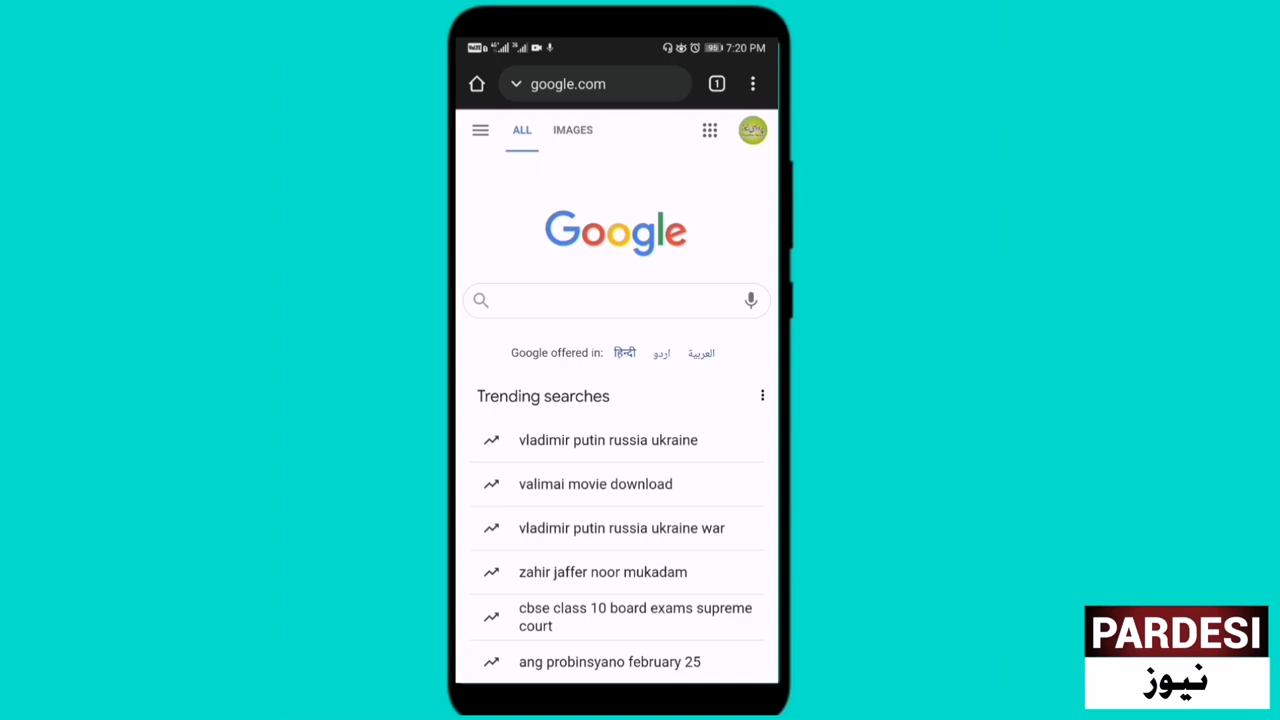 7:20 PM
95
google.com
1
ALL IMAGES
Google
Google offered in: हिन्दी اردو العربية
Trending searches
vladimir putin russia ukraine
valimai movie download
vladimir putin russia ukraine war
zahir jaffer noor mukadam
cbse class 10 board exams supreme
court
ang probinsyano february 25
PARDESI
نیوز